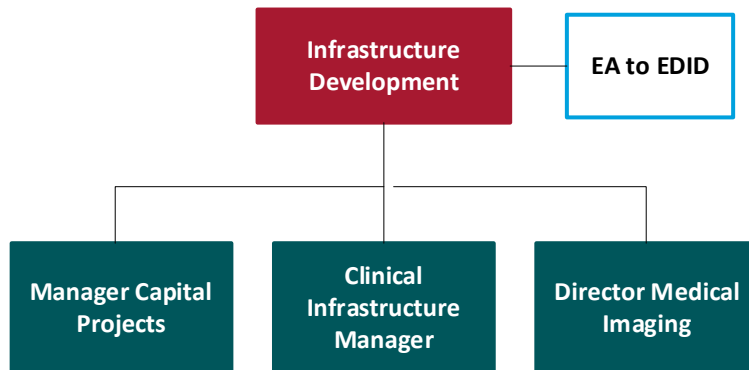 Infrastructure
Development
EA to EDID
Manager Capital
Projects
Clinical
Infrastructure
Manager
Director Medical
Imaging